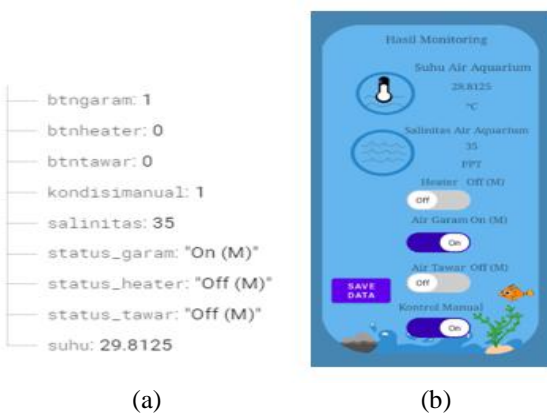 btngaram: 1
btnheater: 0
btntawar: 0
kondisimanual: 1
salinitas: 35
status_garam: "On (M)"
status_heater: "Off (M)"
status_tawar: "Off (M)"
suhu: 29.8125
(a)
Hasil Monitoring
Suhu Air Aquarium
29.8125
°C
Salinitas Air Aquarium
35
PPT
Heater Off (M)
Off
Air Garam On (M)
On
Air Tawar Off (M)
Off
SAVE
DATA
Kontrol Manual
On
(b)